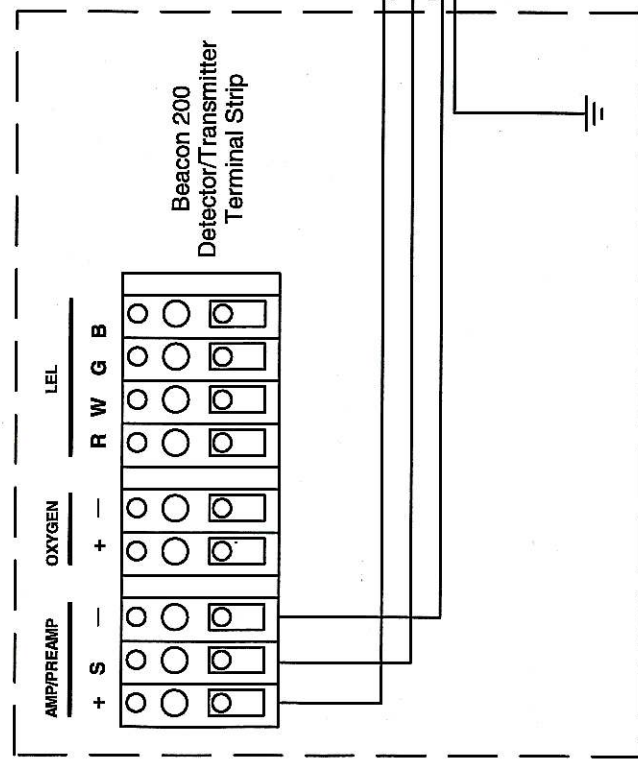 Beacon 200
Detector/Transmitter
Terminal Strip
AMP/PREAMP OXYGEN LEL
+ S — + — R W G B